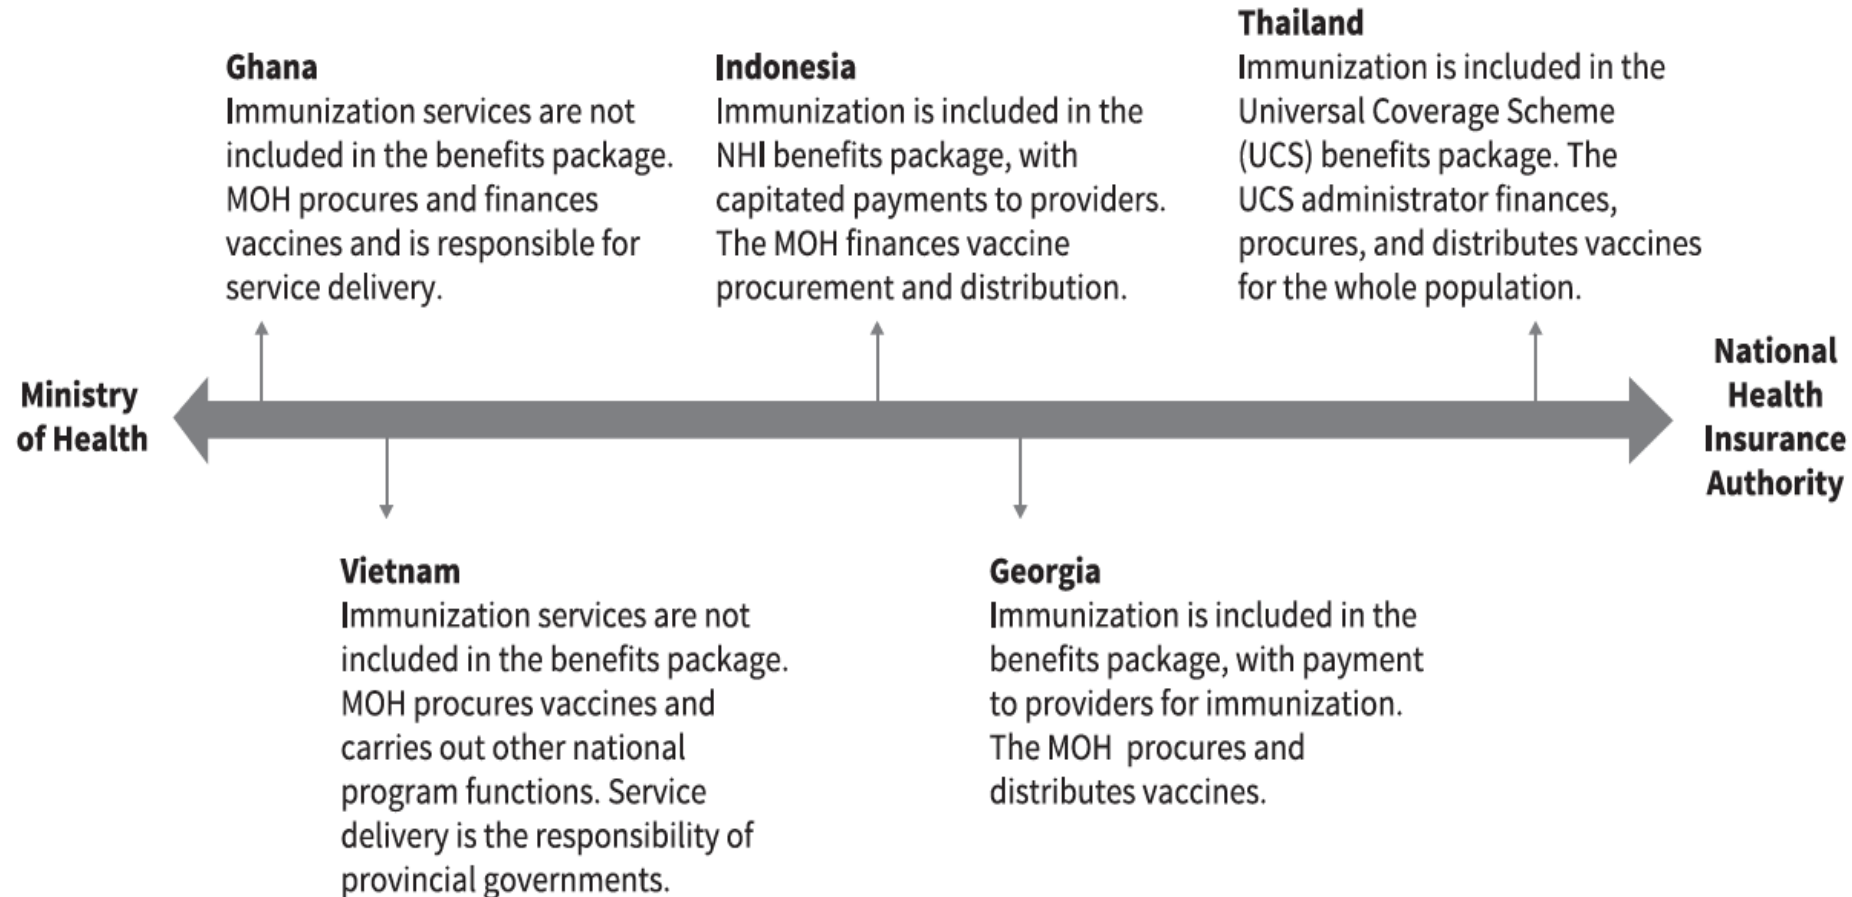 Ghana
Immunization services are not
included in the benefits package.
MOH procures and finances
vaccines and is responsible for
service delivery.
Indonesia
Immunization is included in the
NHI benefits package, with
capitated payments to providers.
The MOH finances vaccine
procurement and distribution.
Thailand
Immunization is included in the
Universal Coverage Scheme
(UCS) benefits package. The
UCS administrator finances,
procures, and distributes vaccines
for the whole population.
Ministry
of Health
National
Health
Insurance
Authority
Vietnam
Immunization services are not
included in the benefits package.
MOH procures vaccines and
carries out other national
program functions. Service
delivery is the responsibility of
provincial governments.
Georgia
Immunization is included in the
benefits package, with payment
to providers for immunization.
The MOH procures and
distributes vaccines.